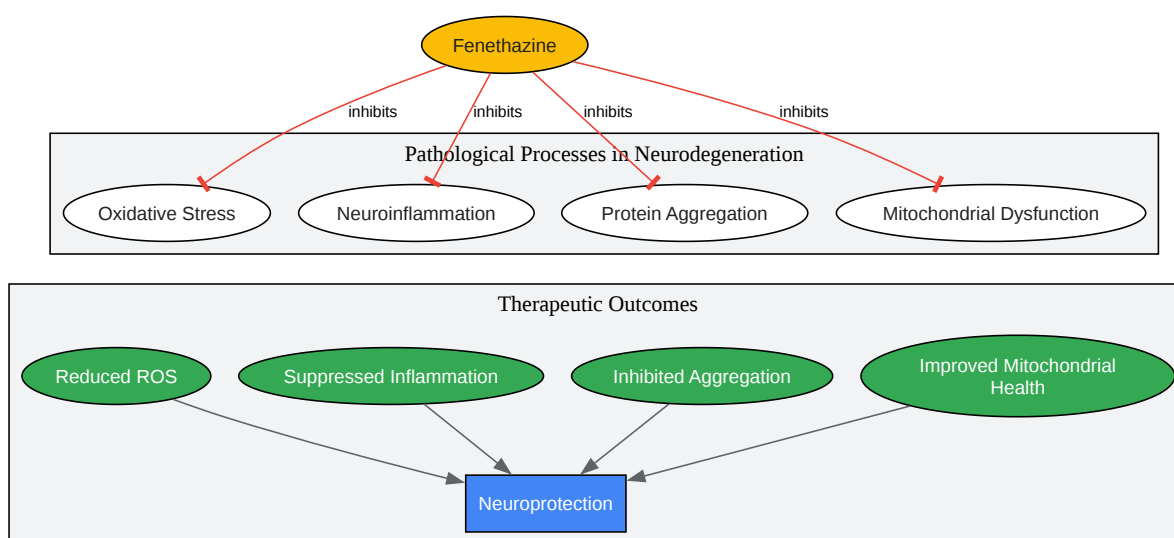 Fenethazine
inhibits
inhibits
inhibits
inhibits
Pathological Processes in Neurodegeneration
Oxidative Stress
Neuroinflammation
Protein Aggregation
Mitochondrial Dysfunction
Therapeutic Outcomes
Reduced ROS
Suppressed Inflammation
Inhibited Aggregation
Improved Mitochondrial
Health
Neuroprotection